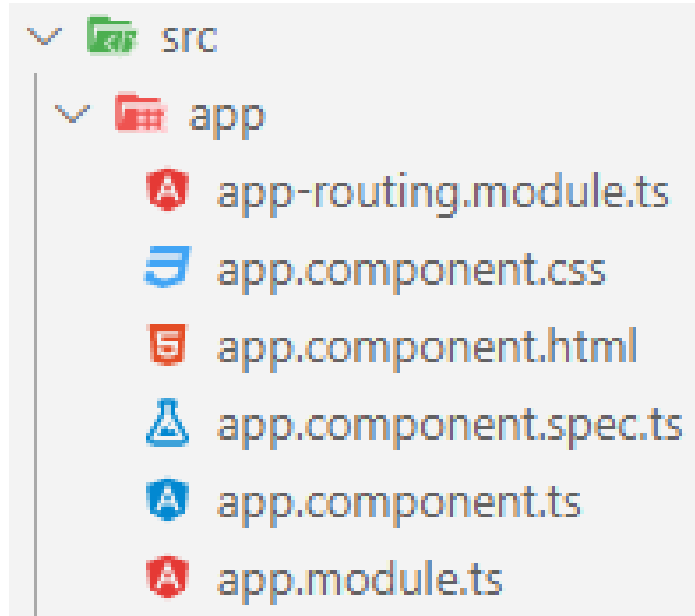 src
app
app-routing.module.ts
app.component.css
app.component.html
app.component.spec.ts
app.component.ts
app.module.ts